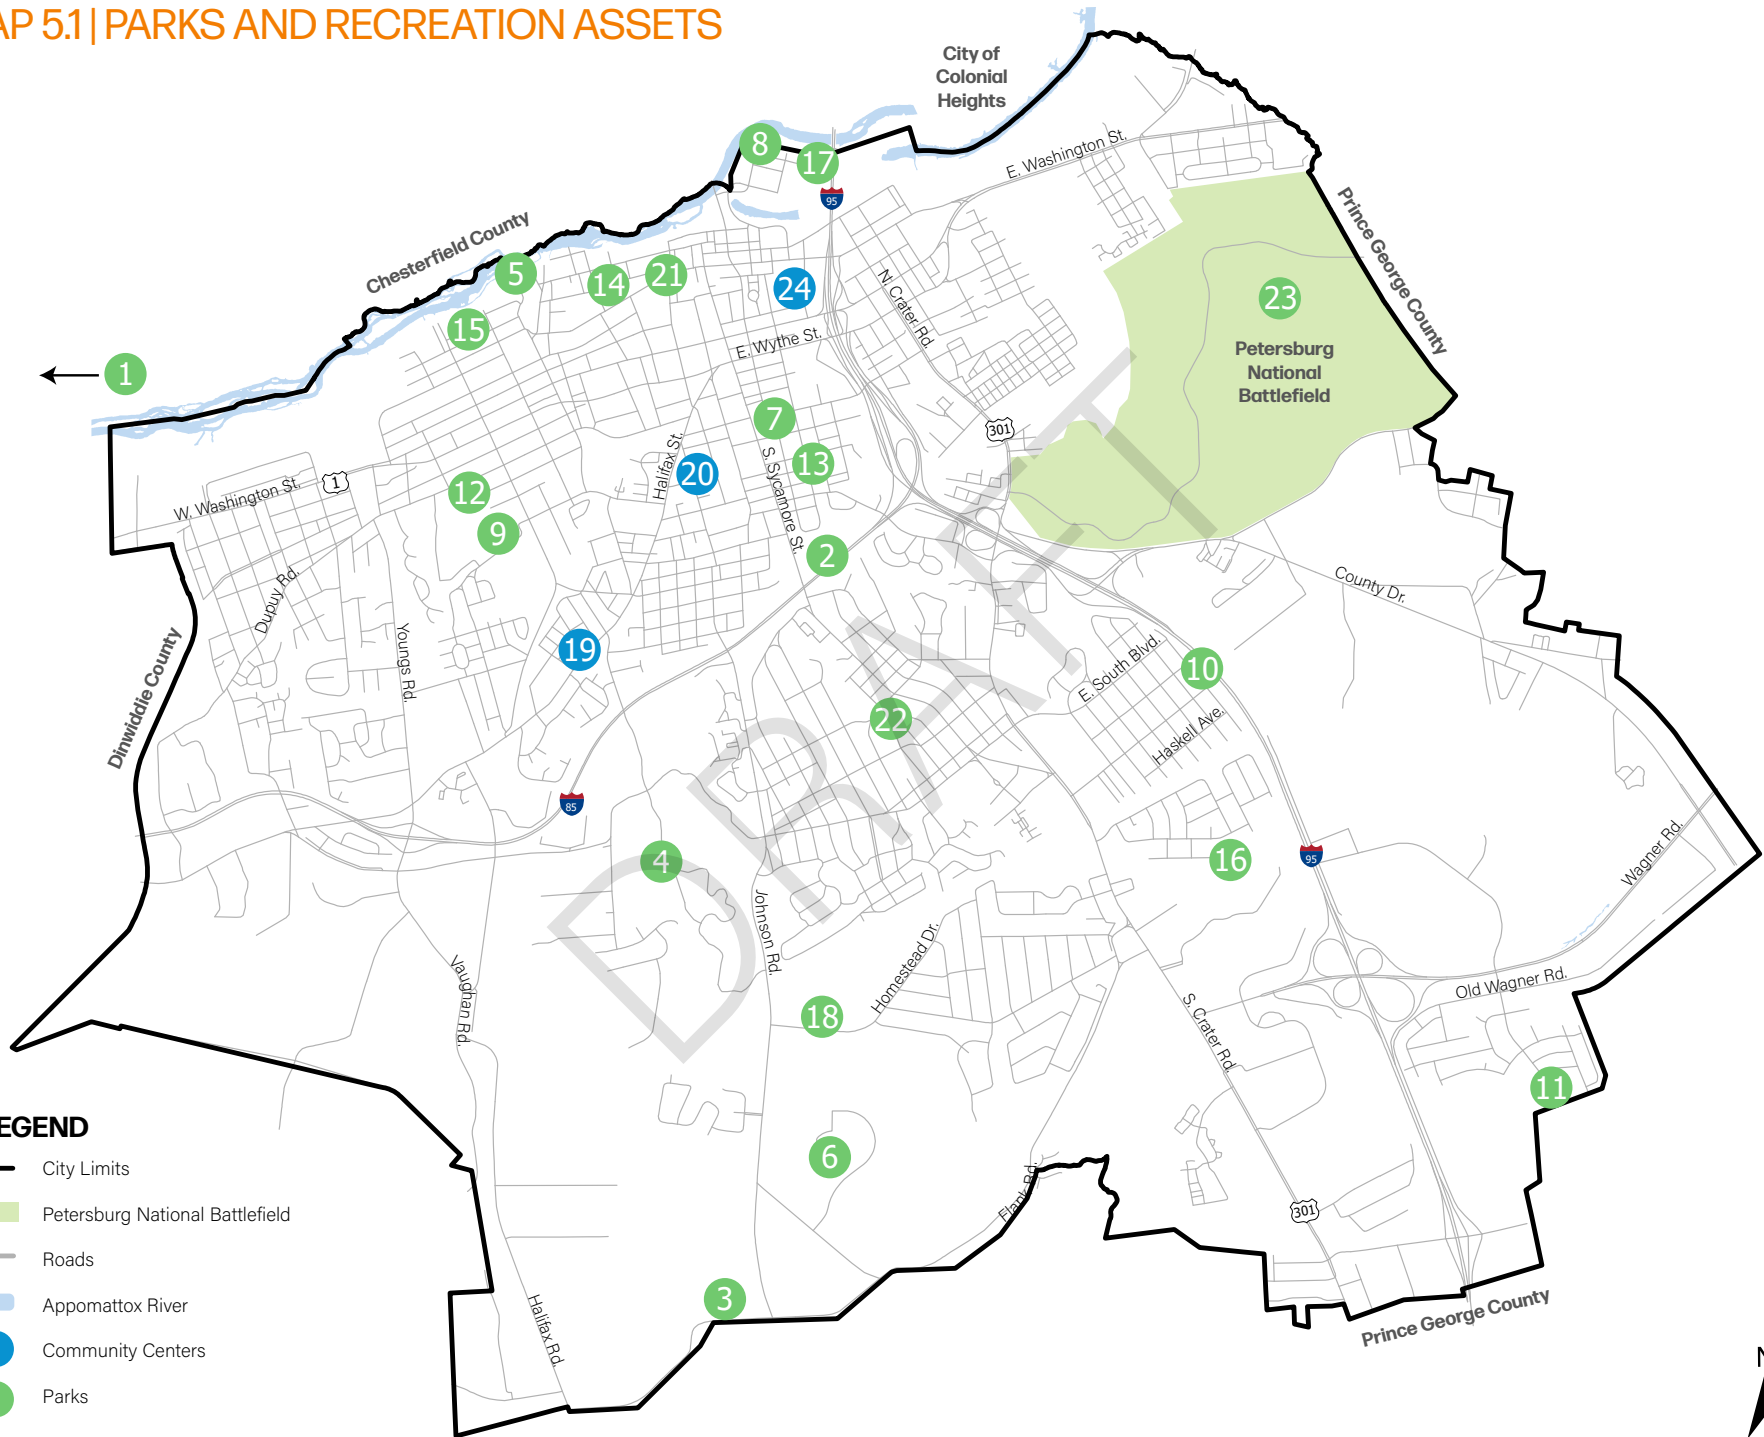 AP 5.1 | PARKS AND RECREATION ASSETS
City of
Colonial
Heights
8
17
95
E. Washington St.
Prince George County
Chesterfield County
5
14
21
24
N. Crater Rd.
23
15
E. Wythe St.
Petersburg
National
Battlefield
1
7
301
Halifax St.
13
20
S. Sycamore St.
W. Washington St.
1
12
9
2
County Dr.
Dupuy Rd.
Youngs Rd.
19
E. South Blvd.
10
Dinwiddie County
22
Haskell Ave.
85
4
16
95
Wagner Rd.
DRAFT
Johnson Rd.
Homestead Dr.
Vaughan Rd.
Old Wagner Rd.
18
S. Crater Rd.
11
6
Flank Rd.
301
3
Halifax Rd.
Prince George County
EGEND
City Limits
Petersburg National Battlefield
Roads
Appomattox River
Community Centers
Parks
N